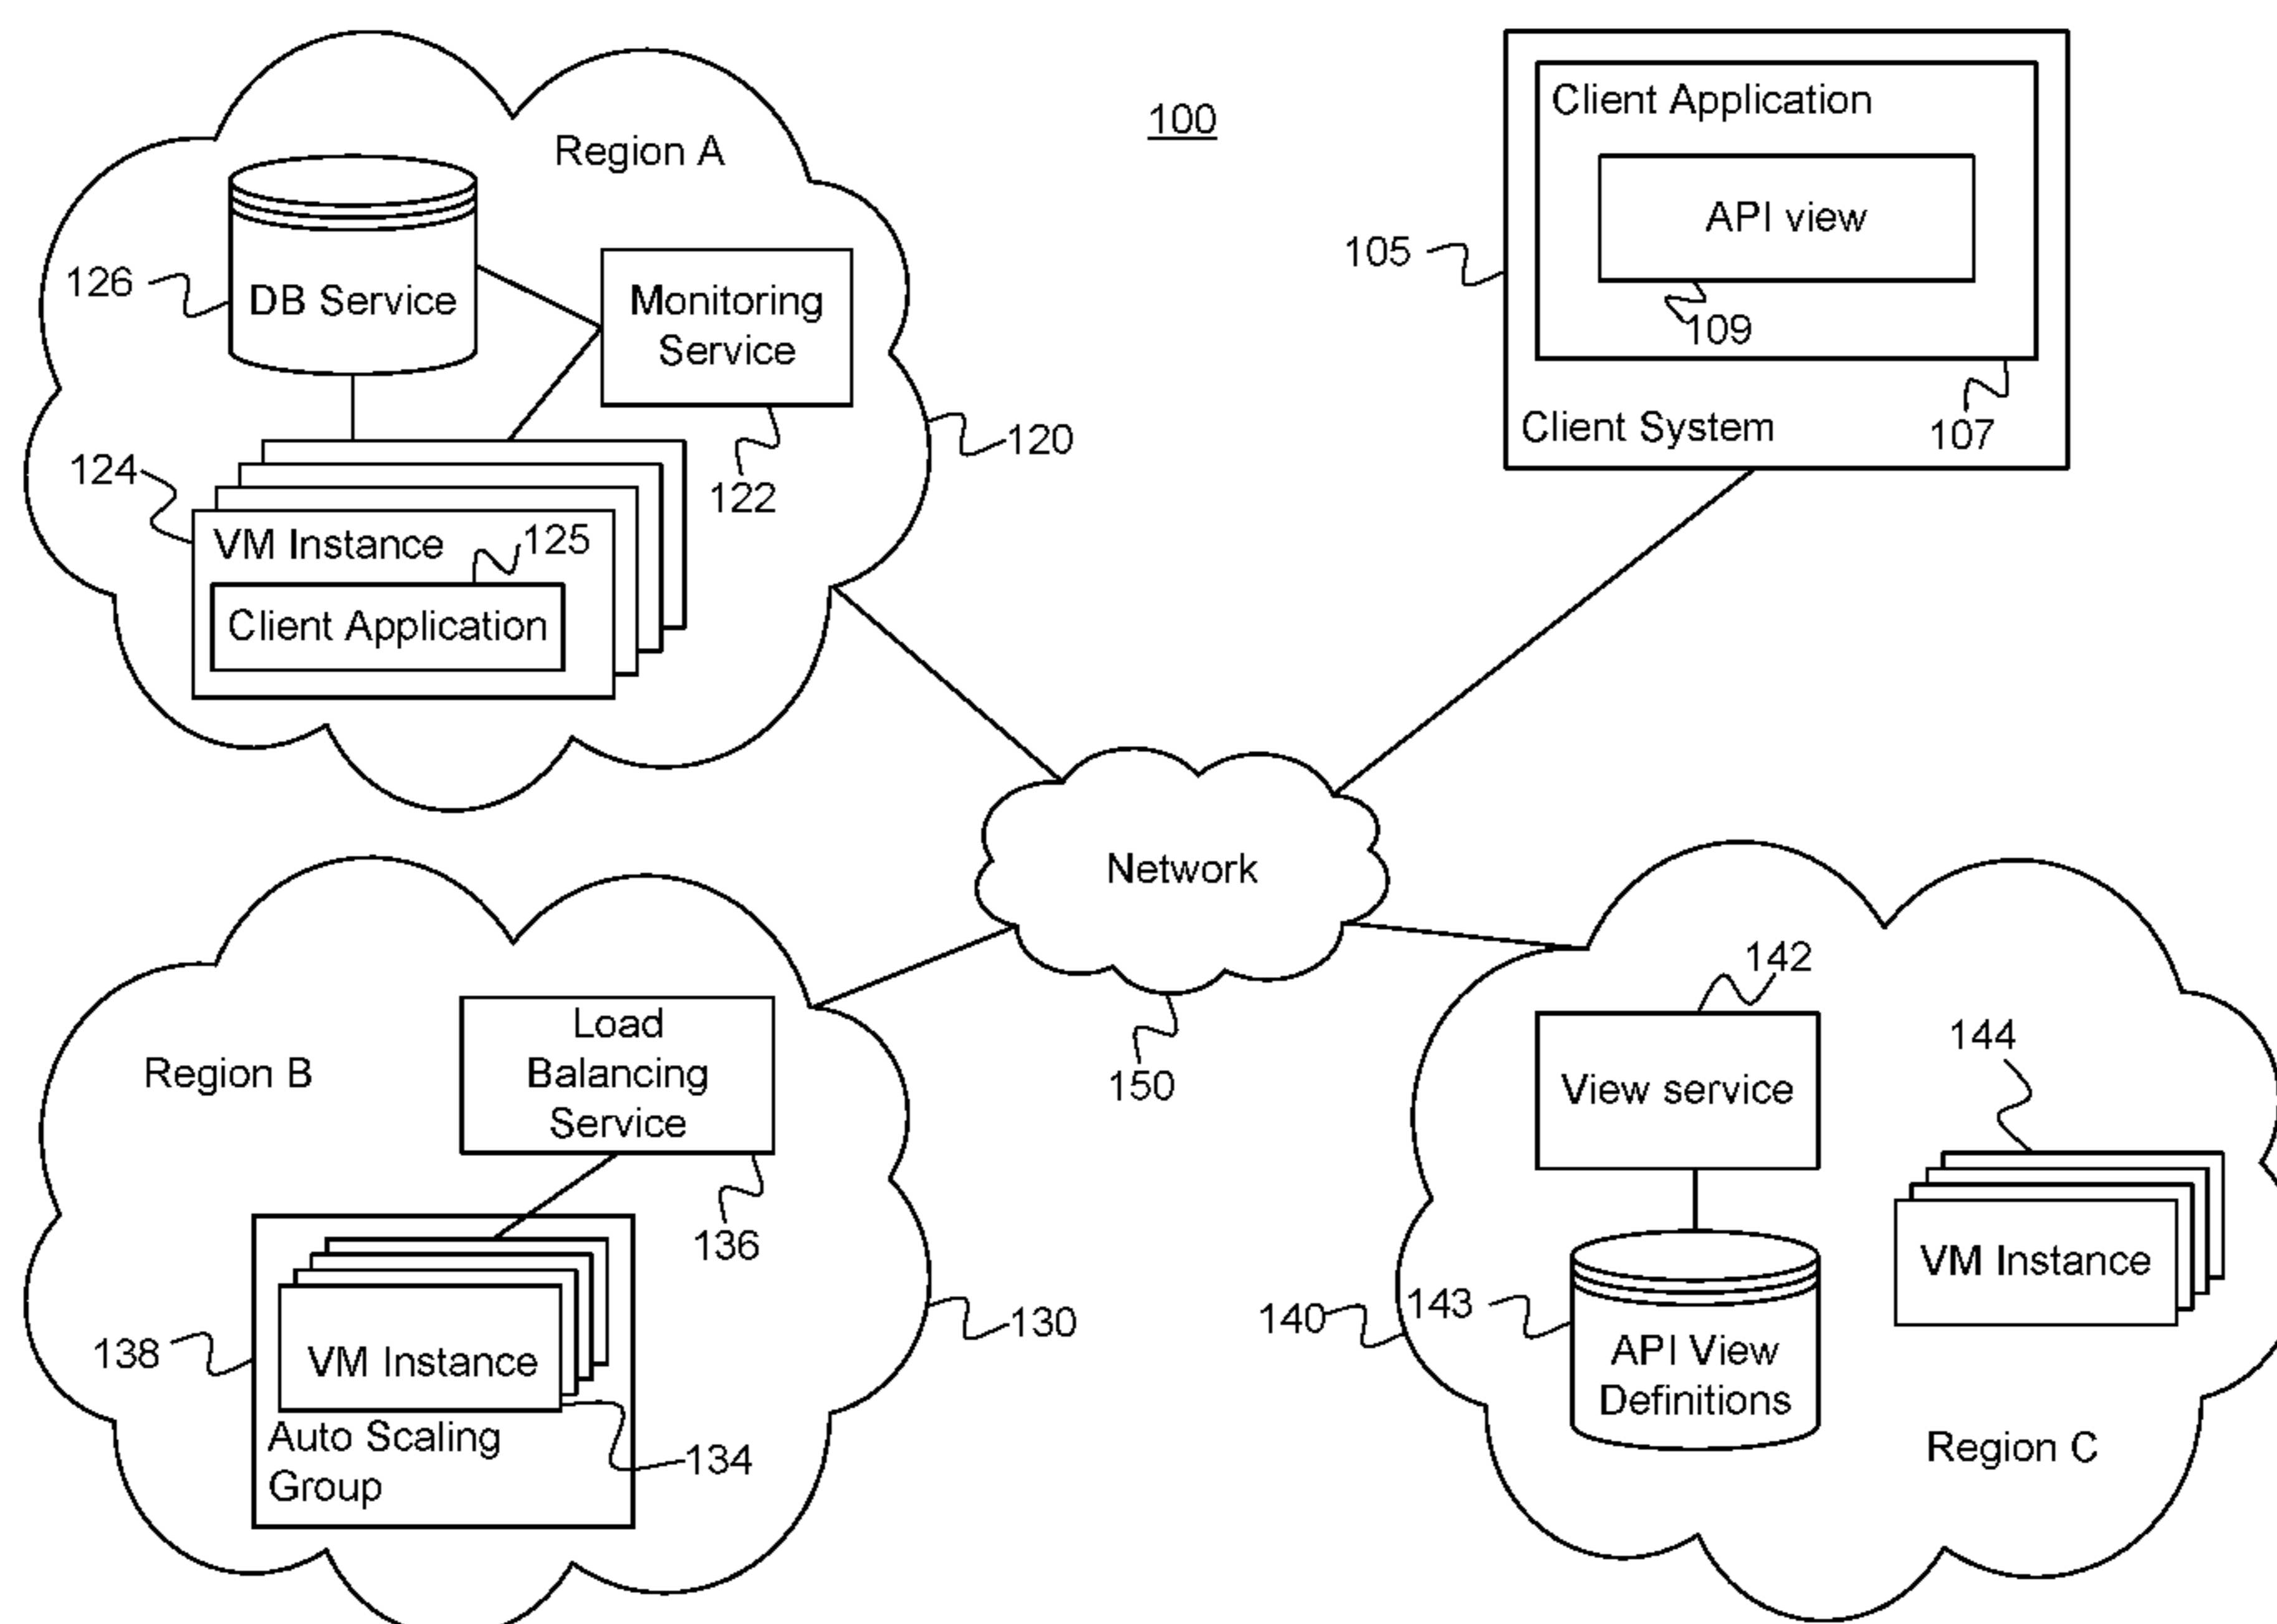 100
Region A
126
DB Service
Monitoring
Service
120
124
122
VM Instance
125
Client Application
Client Application
API view
105
109
Client System
107
Network
150
Region B
Load
Balancing
Service
136
130
138
VM Instance
Auto Scaling
Group
134
142
View service
144
VM Instance
140
143
API View
Definitions
Region C